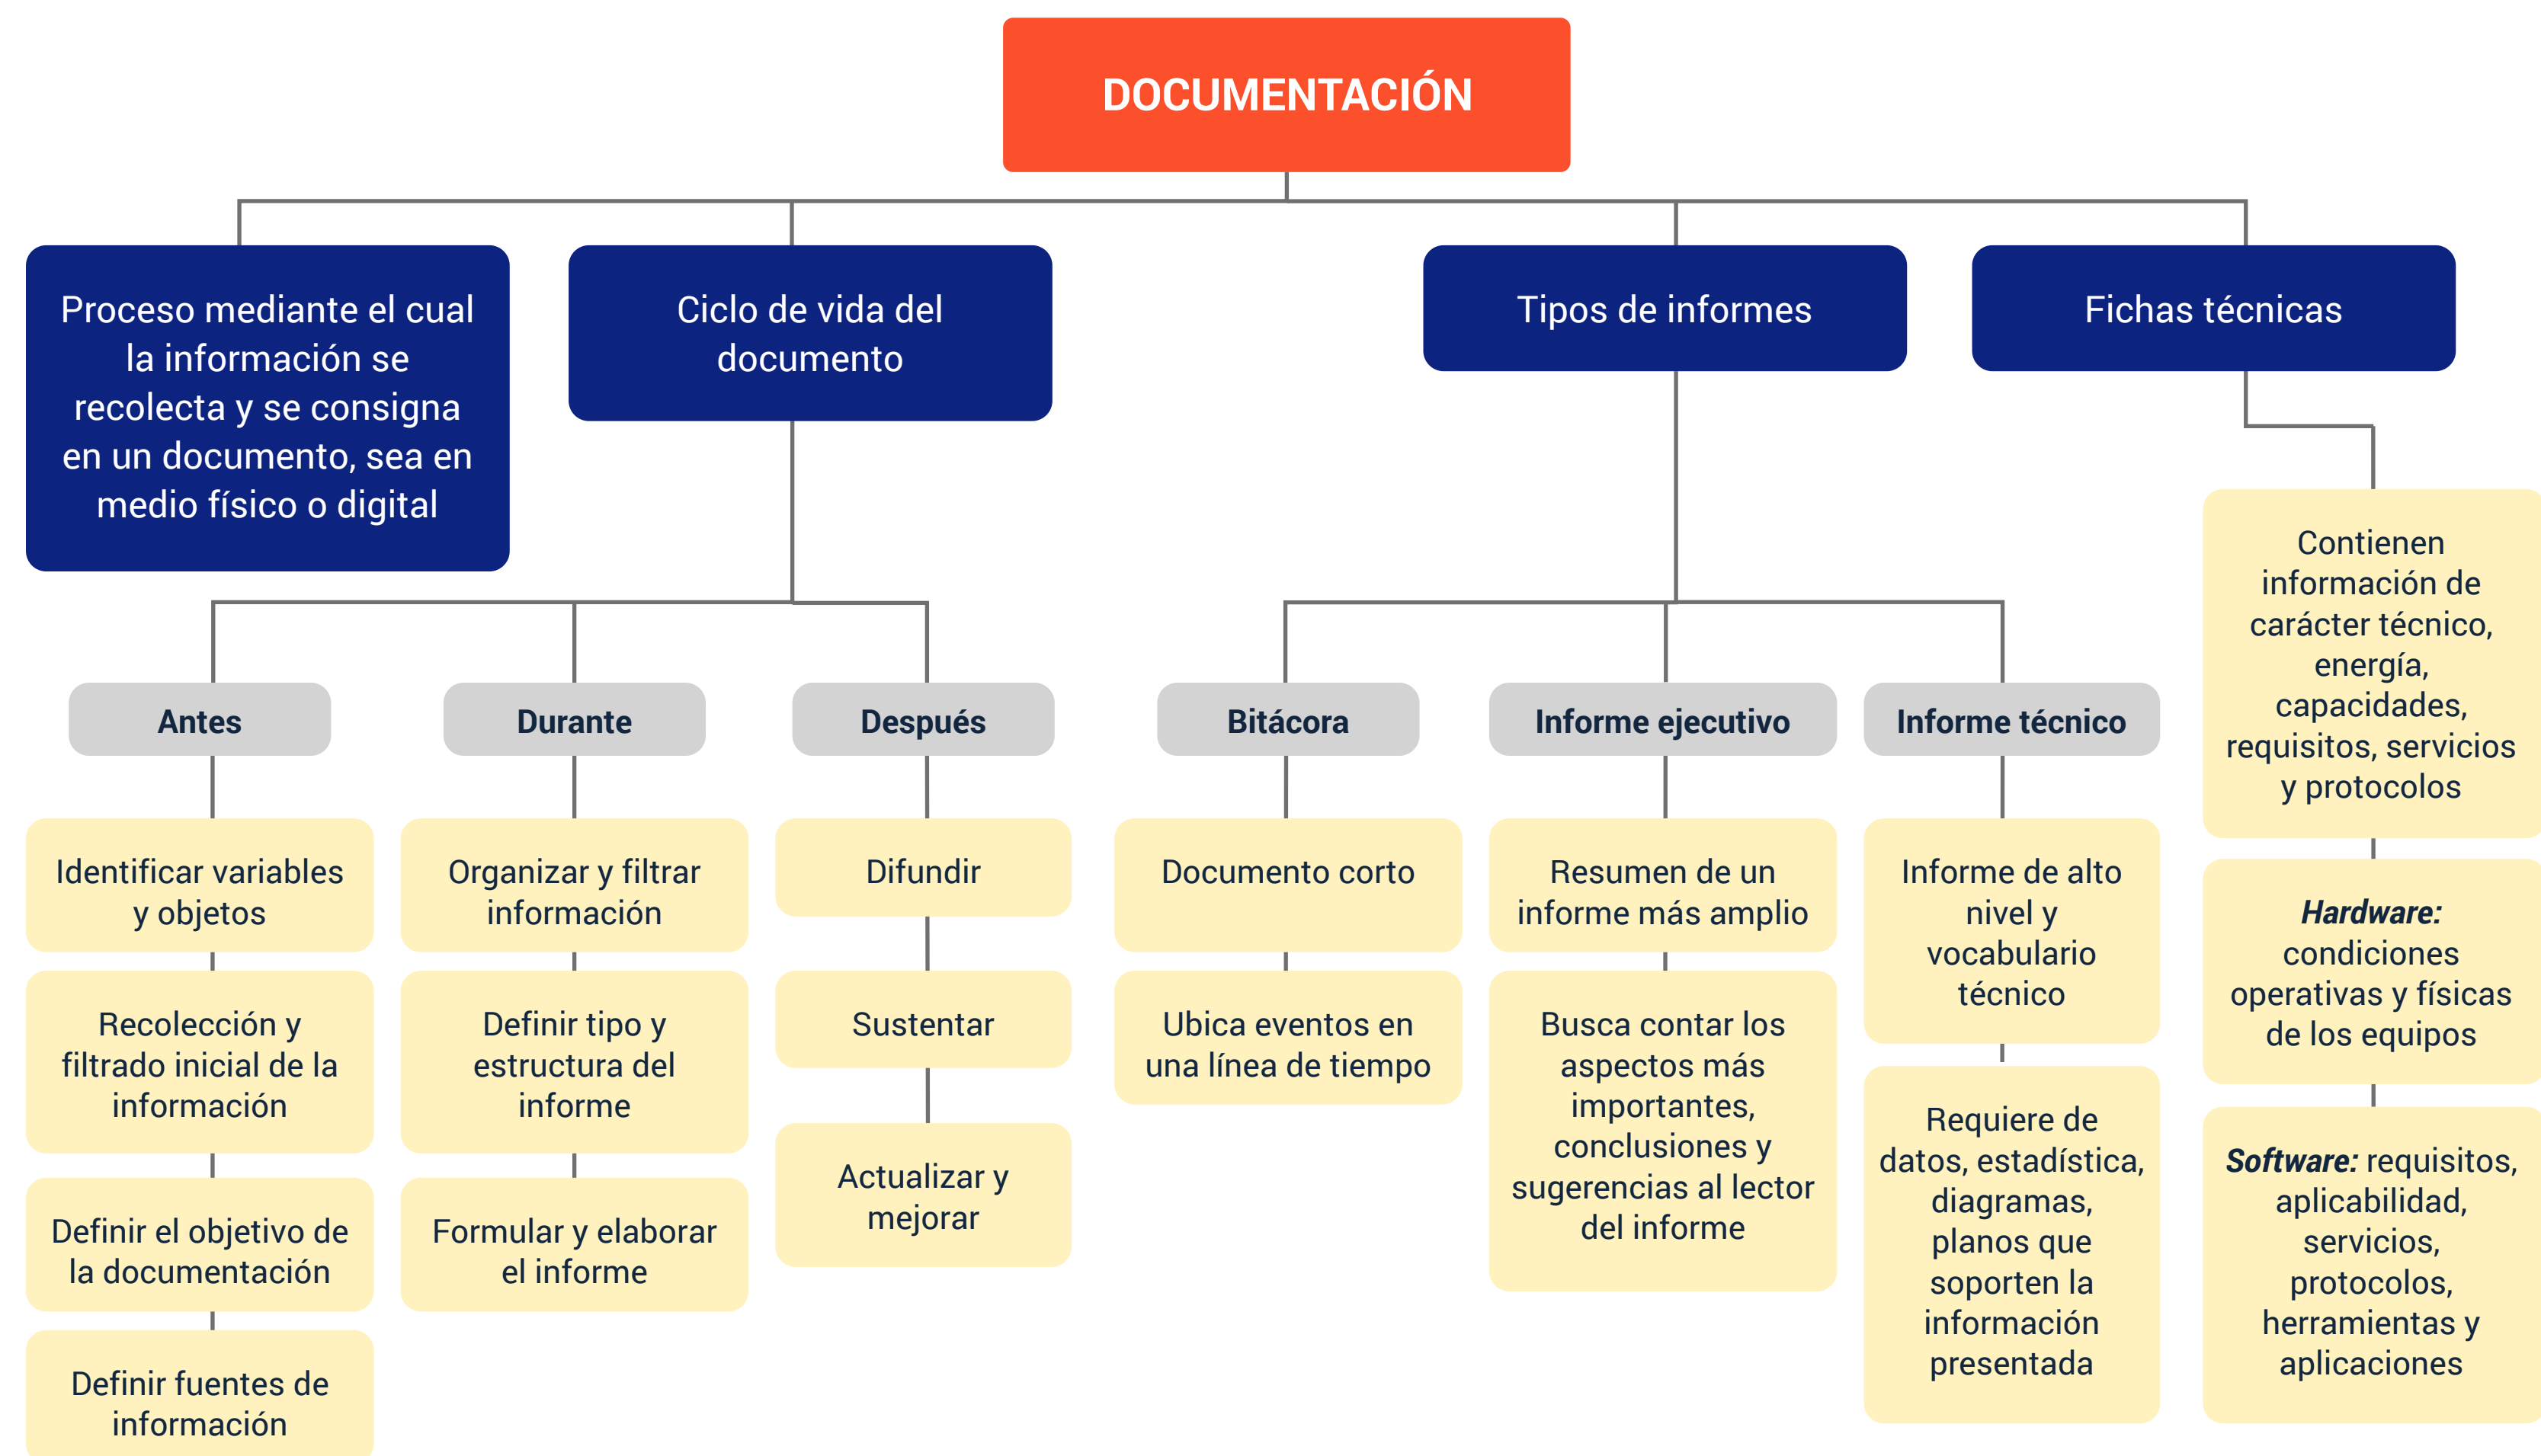 DOCUMENTACIÓN
Proceso mediante el cual
la información se
recolecta y se consigna
en un documento, sea en
medio físico o digital
Ciclo de vida del
documento
Tipos de informes
Fichas técnicas
Antes
Identificar variables
y objetos
Recolección y
filtrado inicial de la
información
Definir el objetivo de
la documentación
Definir fuentes de
información
Durante
Organizar y filtrar
información
Definir tipo y
estructura del
informe
Formular y elaborar
el informe
Después
Difundir
Sustentar
Actualizar y
mejorar
Bitácora
Documento corto
Ubica eventos en
una línea de tiempo
Informe ejecutivo
Resumen de un
informe más amplio
Busca contar los
aspectos más
importantes,
conclusiones y
sugerencias al lector
del informe
Informe técnico
Informe de alto
nivel y
vocabulario
técnico
Requiere de
datos, estadística,
diagramas,
planos que
soporten la
información
presentada
Contienen
información de
carácter técnico,
energía,
capacidades,
requisitos, servicios
y protocolos
Hardware:
condiciones
operativas y físicas
de los equipos
Software: requisitos,
aplicabilidad,
servicios,
protocolos,
herramientas y
aplicaciones